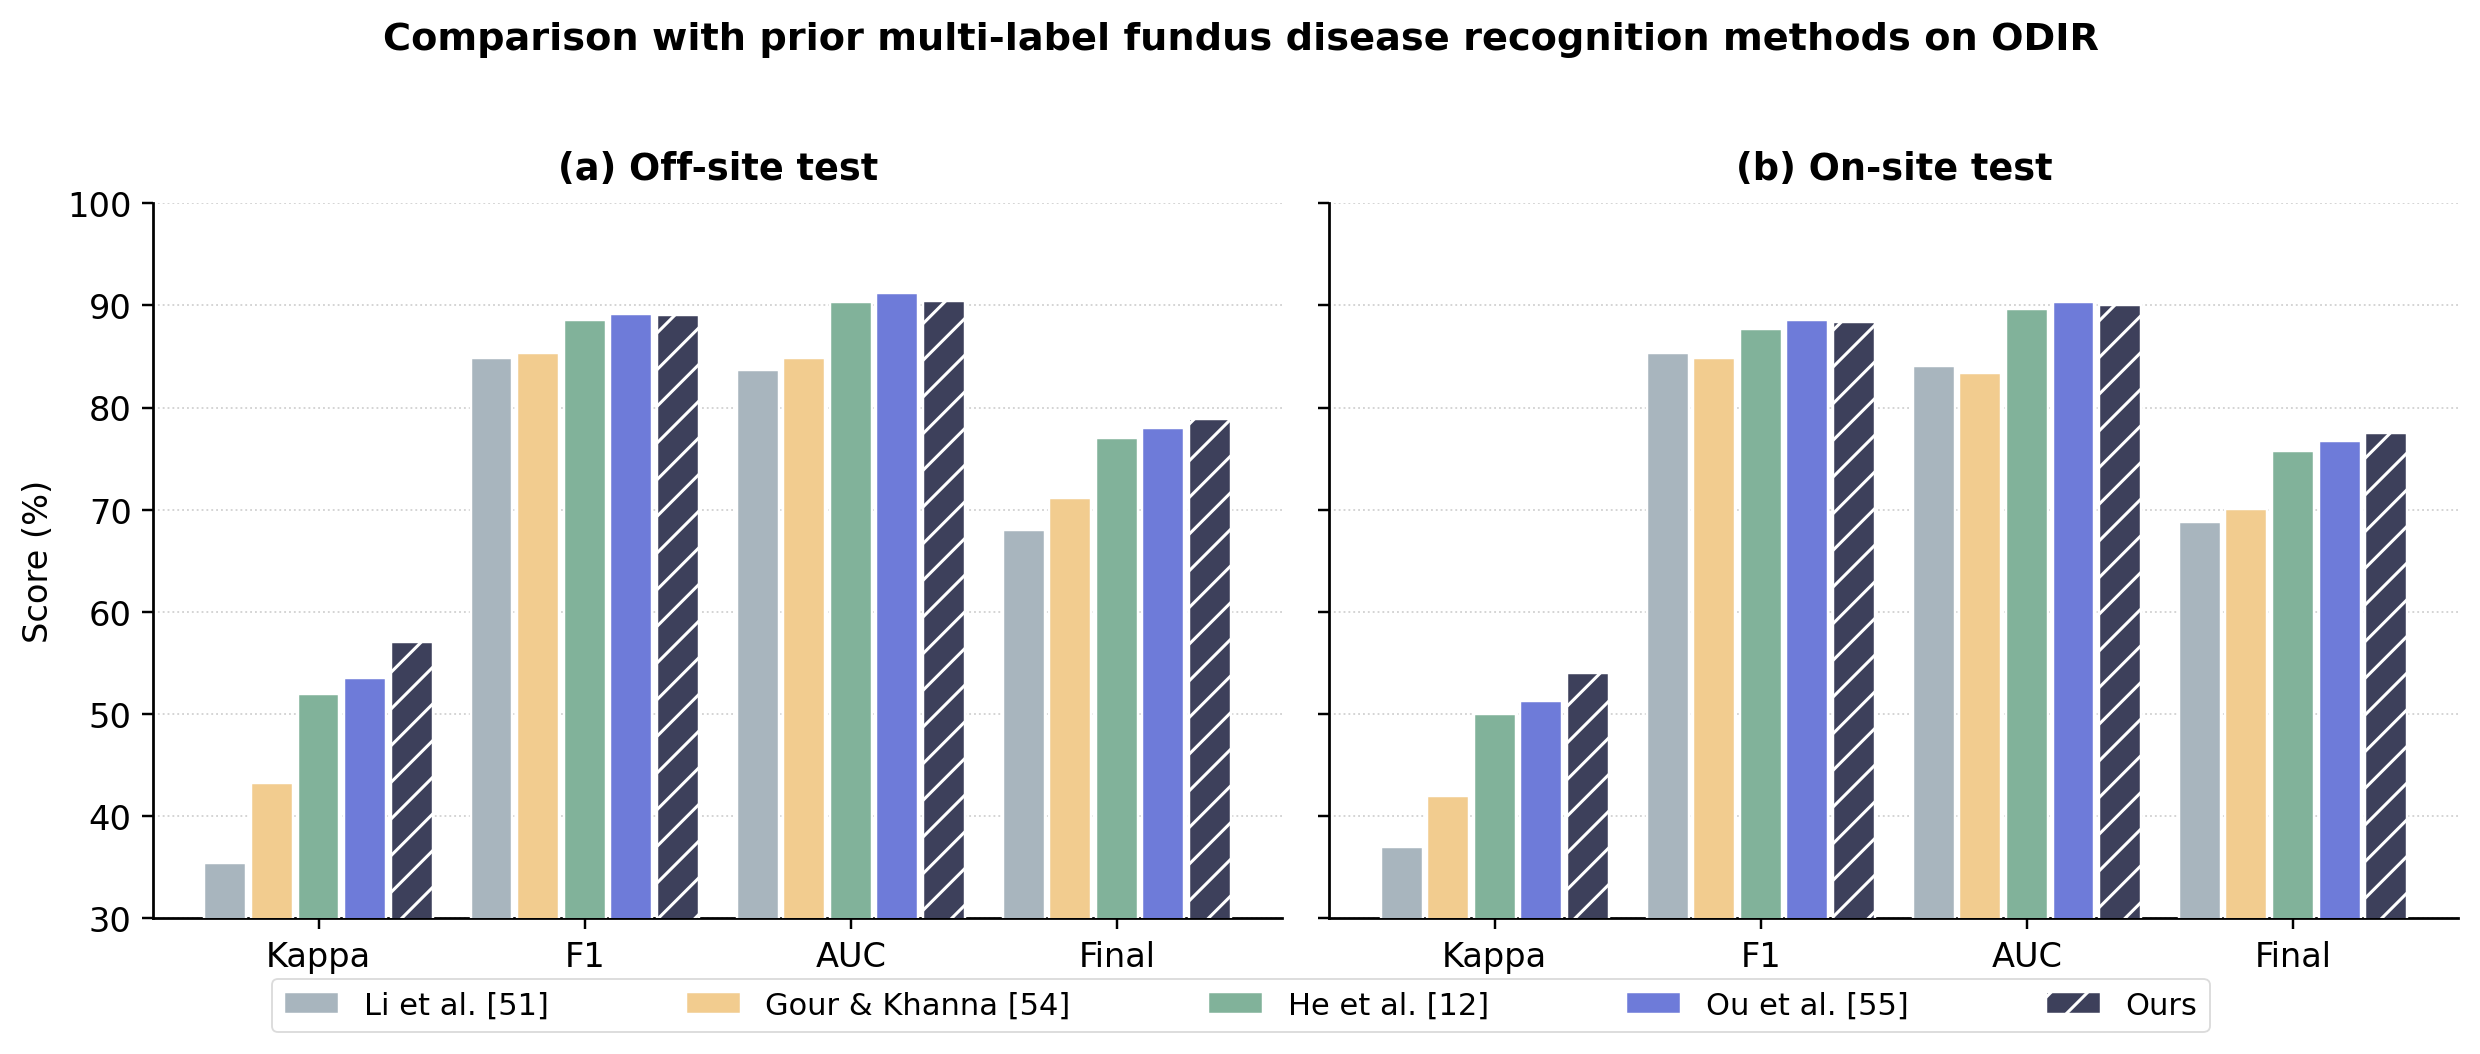 Comparison with prior multi-label fundus disease recognition methods on ODIR
(a) Off-site test
(b) On-site test
Score (%)
100
90
80
70
60
50
40
30
Kappa F1 AUC Final
Kappa F1 AUC Final
Li et al. [51] Gour & Khanna [54] He et al. [12] Ou et al. [55] Ours